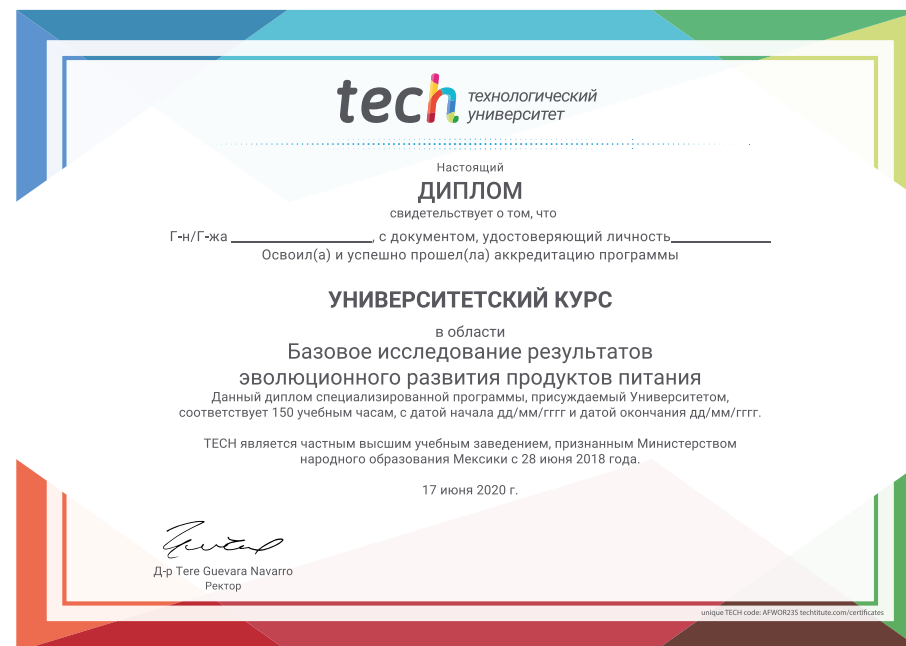 tech технологический
университет
Настоящий
ДИПЛОМ
свидетельствует о том, что
Г-н/Г-жа ____________________, с документом, удостоверяющий личность______________
Освоил(а) и успешно прошел(ла) аккредитацию программы
УНИВЕРСИТЕТСКИЙ КУРС
в области
Базовое исследование результатов
эволюционного развития продуктов питания
Данный диплом специализированной программы, присуждаемый Университетом,
соответствует 150 учебным часам, с датой начала дд/мм/гггг и датой окончания дд/мм/гггг.
TECH является частным высшим учебным заведением, признанным Министерством
народного образования Мексики с 28 июня 2018 года.
17 июня 2020 г.
Д-р Tere Guevara Navarro
Ректор
unique TECH code: AFWOR23S techtitute.com/certificates